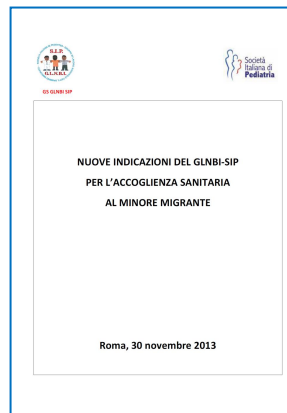 S.I.P.
G.L.N.B.I.
GS GLNBI SIP
Società
Italiana di
Pediatria
NUOVE INDICAZIONI DEL GLNBI-SIP
PER L'ACCOGLIENZA SANITARIA
AL MINORE MIGRANTE
Roma, 30 novembre 2013